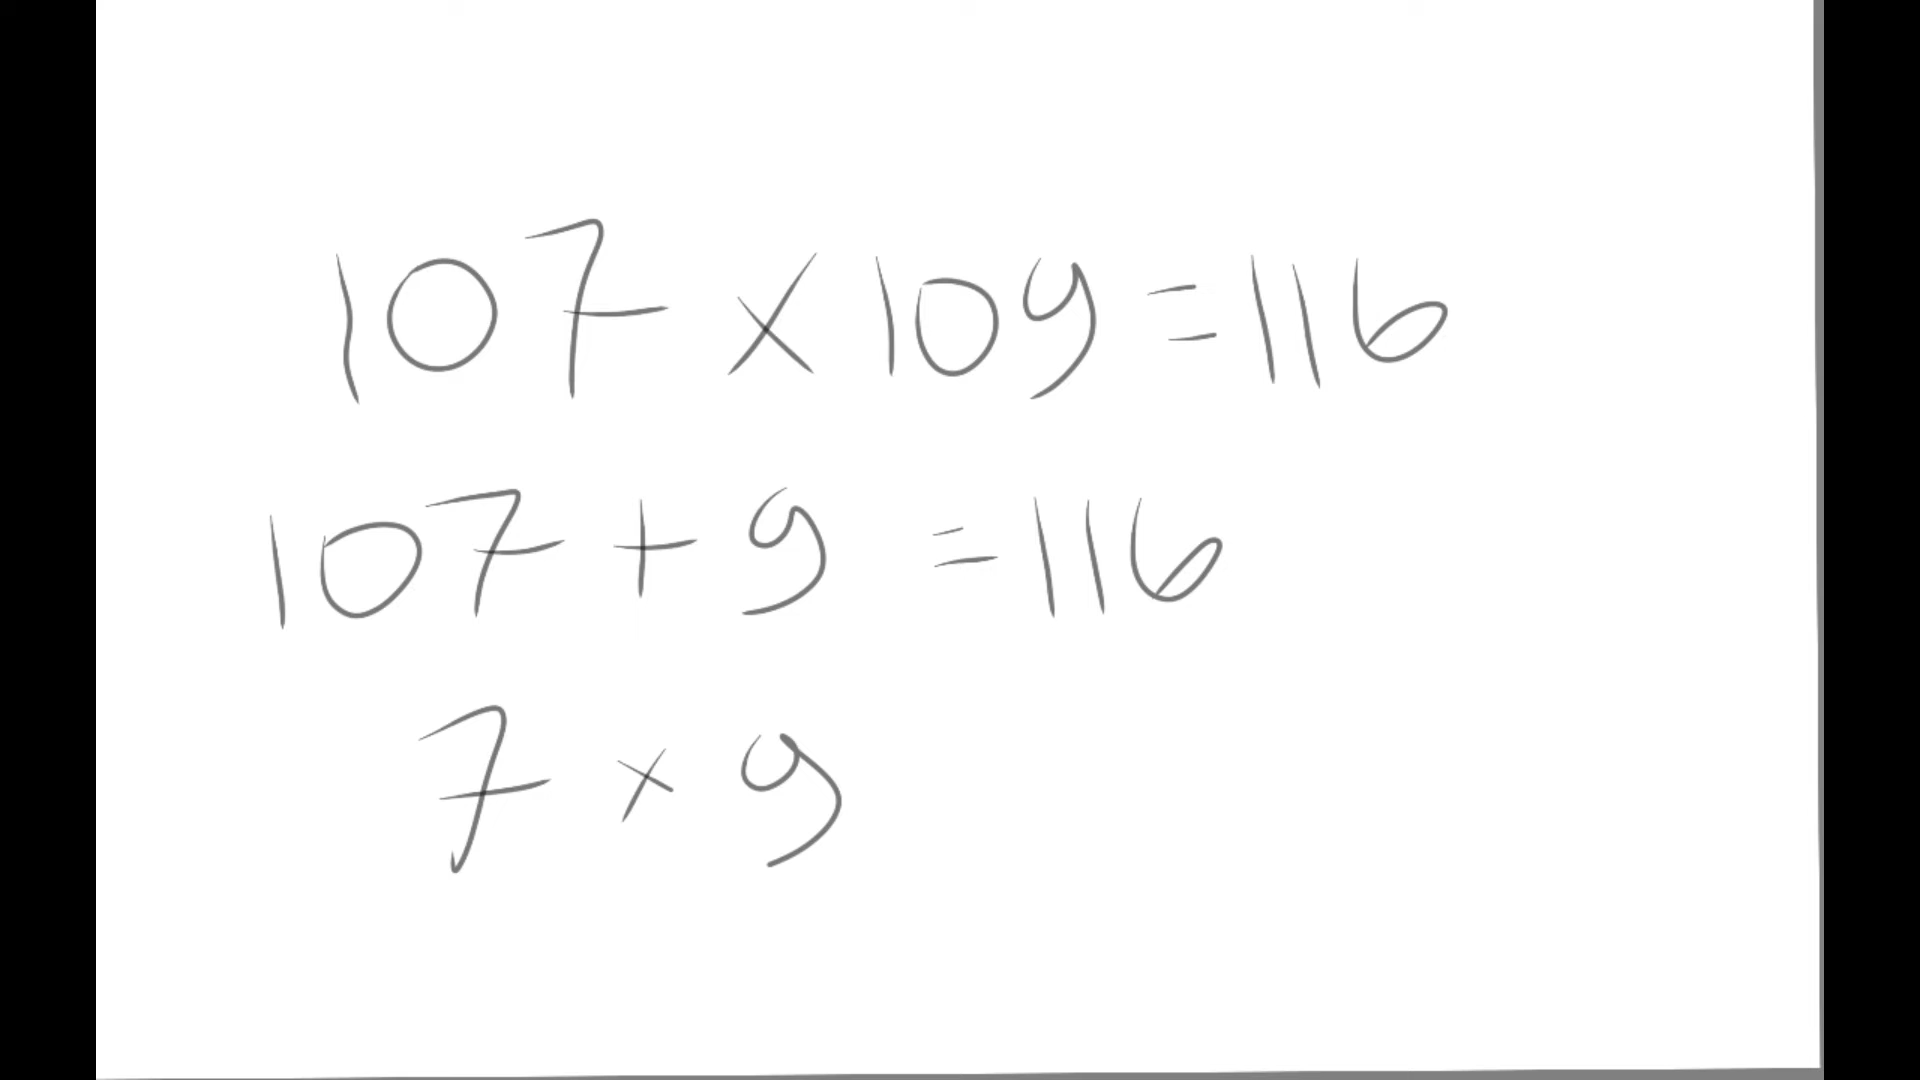 107 × 109 = 116
107 + 9 = 116
7 × 9